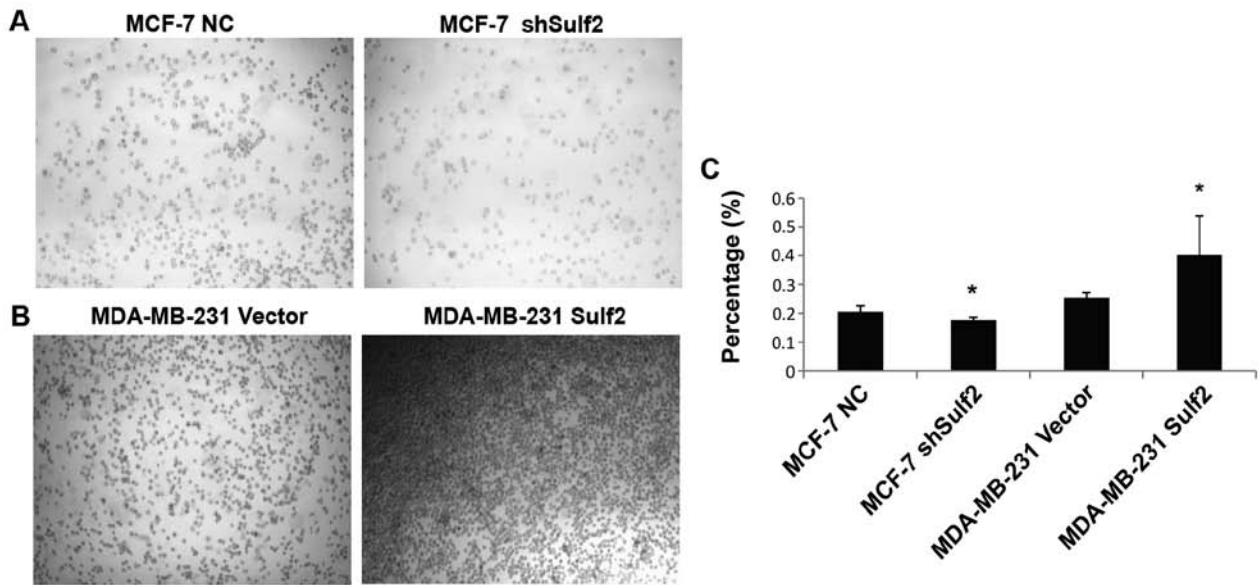 A
MCF-7 NC
MCF-7 shSulf2
B
MDA-MB-231 Vector
MDA-MB-231 Sulf2
C
Percentage (%)
0.6
0.5
0.4
0.3
0.2
0.1
0
*
*
MCF-7 NC
MCF-7 shSulf2
MDA-MB-231 Vector
MDA-MB-231 Sulf2